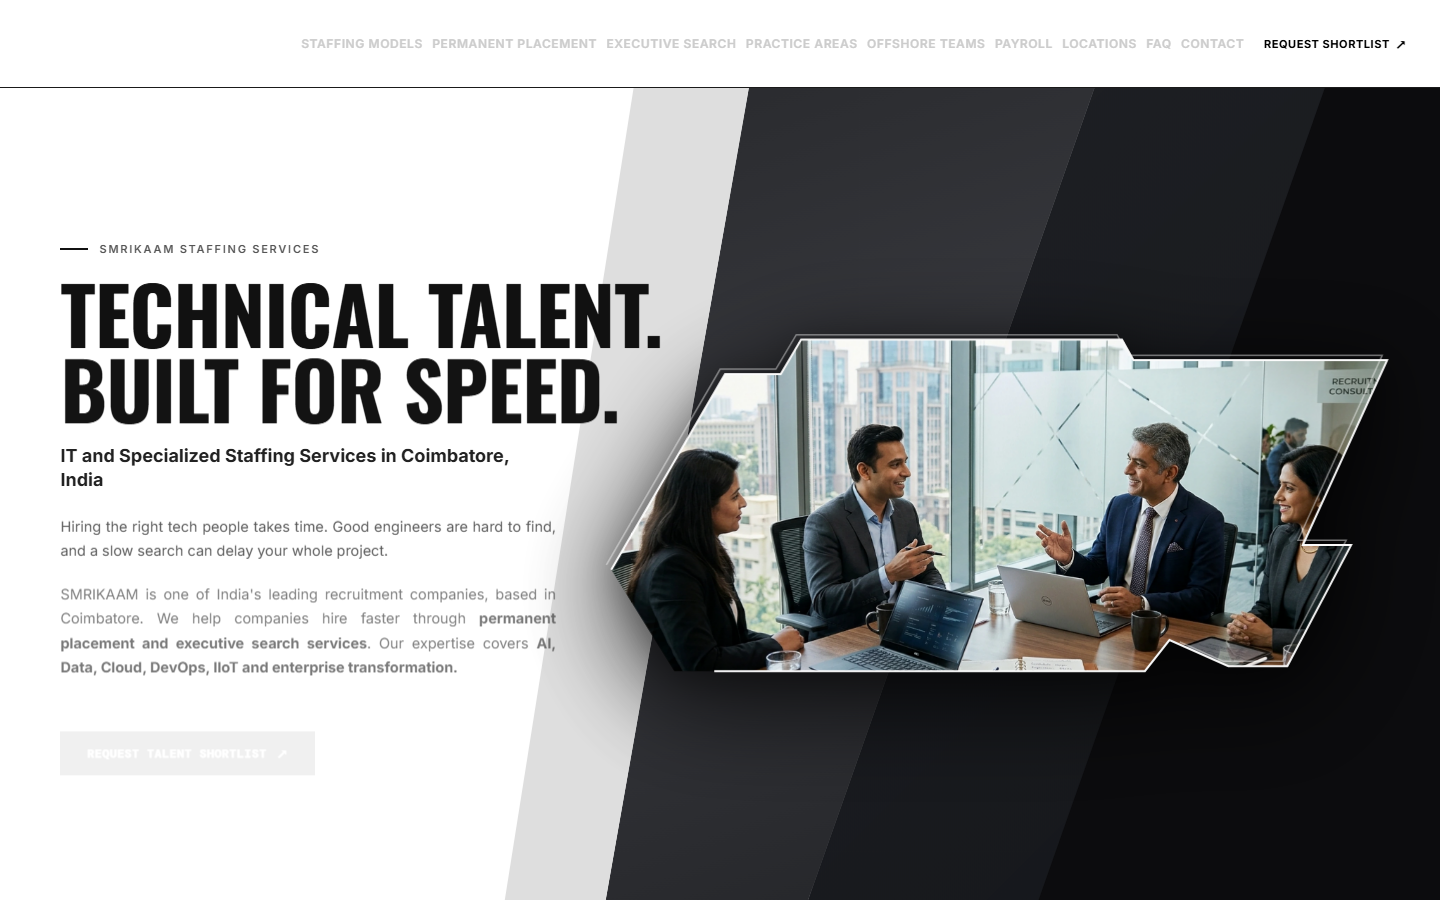 STAFFING MODELS PERMANENT PLACEMENT EXECUTIVE SEARCH PRACTICE AREAS OFFSHORE TEAMS PAYROLL LOCATIONS FAQ CONTACT REQUEST SHORTLIST ↗
SMRIKAAM STAFFING SERVICES
TECHNICAL TALENT.
BUILT FOR SPEED.
IT and Specialized Staffing Services in Coimbatore,
India
Hiring the right tech people takes time. Good engineers are hard to find,
and a slow search can delay your whole project.
SMRIKAAM is one of India's leading recruitment companies, based in
Coimbatore. We help companies hire faster through permanent
placement and executive search services. Our expertise covers AI,
Data, Cloud, DevOps, IIoT and enterprise transformation.
REQUEST TALENT SHORTLIST ↗